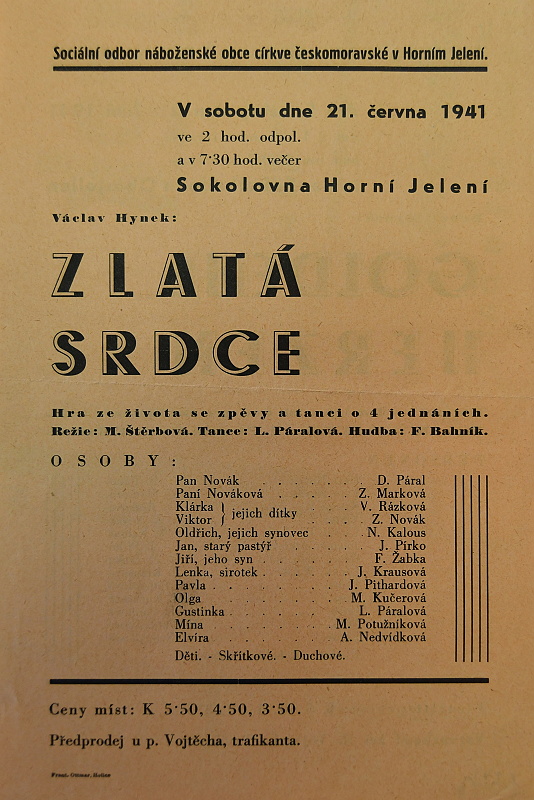 Sociální odbor náboženské obce církve českomoravské v Horním Jelení.
V sobotu dne 21. června 1941
ve 2 hod. odpol.
a v 7·30 hod. večer
Sokolovna Horní Jelení
Václav Hynek:
ZLATÁ
SRDCE
Hra ze života se zpěvy a tanci o 4 jednáních.
Režie: M. Štěrbová. Tance: L. Páralová. Hudba: F. Bahník.
OSOBY:
Pan Novák . . . . . . . D. Páral
Paní Nováková . . . . . Z. Marková
Klárka } jejich dítky . . . V. Rázková
Viktor } jejich dítky . . . Z. Novák
Oldřich, jejich synovec . . N. Kalous
Jan, starý pastýř . . . . . J. Pírko
Jiří, jeho syn . . . . . . F. Žabka
Lenka, sirotek . . . . . . J. Krausová
Pavla . . . . . . . J. Pithardová
Olga . . . . . . . M. Kučerová
Gustinka . . . . . . L. Páralová
Mína . . . . . . . M. Potužníková
Elvíra . . . . . . A. Nedvídková
Děti. - Skřítkové. - Duchové.
Ceny míst: K 5·50, 4·50, 3·50.
Předprodej u p. Vojtěcha, trafikanta.